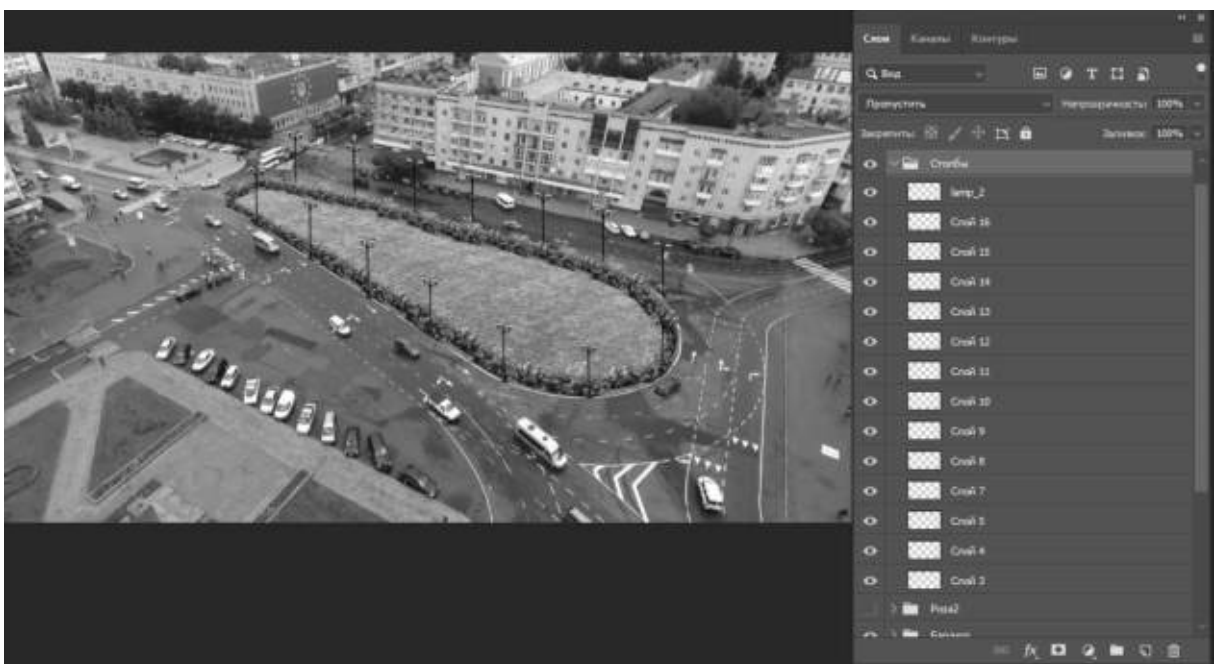 Слои Каналы Контуры
Вид
Пропустить Непрозрачность: 100%
Закрепить: Заливка: 100%
Столбы
lamp_2
Слой 16
Слой 15
Слой 14
Слой 13
Слой 12
Слой 11
Слой 10
Слой 9
Слой 8
Слой 7
Слой 5
Слой 4
Слой 3
Роза2